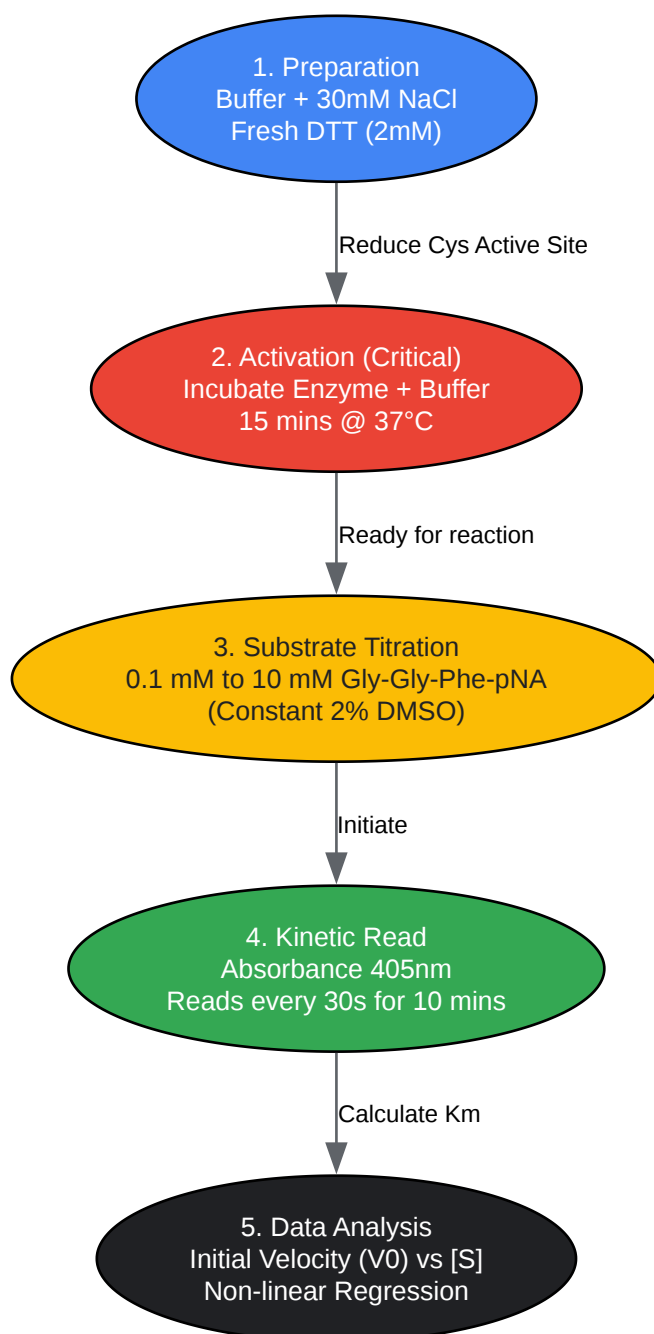 1. Preparation
Buffer + 30mM NaCl
Fresh DTT (2mM)
Reduce Cys Active Site
2. Activation (Critical)
Incubate Enzyme + Buffer
15 mins @ 37°C
Ready for reaction
3. Substrate Titration
0.1 mM to 10 mM Gly-Gly-Phe-pNA
(Constant 2% DMSO)
Initiate
4. Kinetic Read
Absorbance 405nm
Reads every 30s for 10 mins
Calculate Km
5. Data Analysis
Initial Velocity (V0) vs [S]
Non-linear Regression